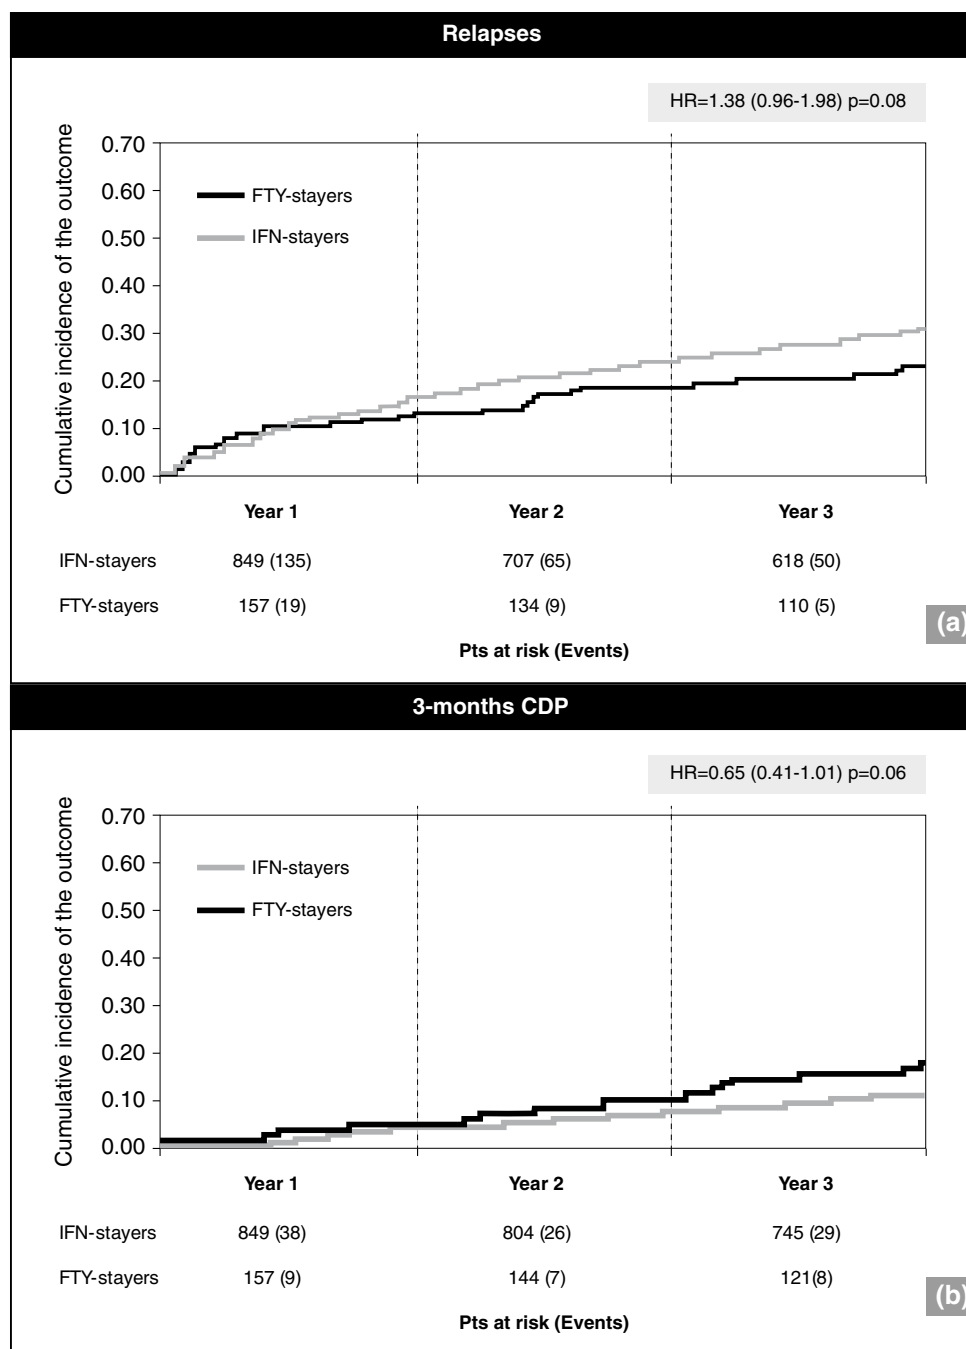 Relapses
HR=1.38 (0.96-1.98) p=0.08
Cumulative incidence of the outcome
0.70
0.60
0.50
0.40
0.30
0.20
0.10
0.00
FTY-stayers
IFN-stayers
Year 1 Year 2 Year 3
IFN-stayers 849 (135) 707 (65) 618 (50)
FTY-stayers 157 (19) 134 (9) 110 (5)
(a)
Pts at risk (Events)
3-months CDP
HR=0.65 (0.41-1.01) p=0.06
Cumulative incidence of the outcome
0.70
0.60
0.50
0.40
0.30
0.20
0.10
0.00
IFN-stayers
FTY-stayers
Year 1 Year 2 Year 3
IFN-stayers 849 (38) 804 (26) 745 (29)
FTY-stayers 157 (9) 144 (7) 121(8)
(b)
Pts at risk (Events)